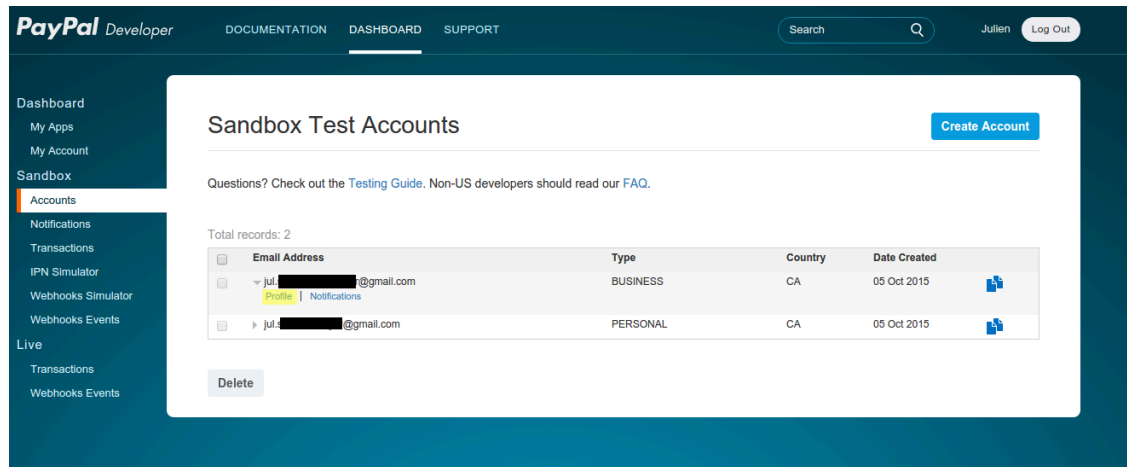 PayPal Developer DOCUMENTATION DASHBOARD SUPPORT Search Julien Log Out
Dashboard
My Apps
My Account
Sandbox
Accounts
Notifications
Transactions
IPN Simulator
Webhooks Simulator
Webhooks Events
Live
Transactions
Webhooks Events
Sandbox Test Accounts Create Account
Questions? Check out the Testing Guide. Non-US developers should read our FAQ.
Total records: 2
Email Address Type Country Date Created
jul. r@gmail.com BUSINESS CA 05 Oct 2015
Profile | Notifications
jul.s @gmail.com PERSONAL CA 05 Oct 2015
Delete